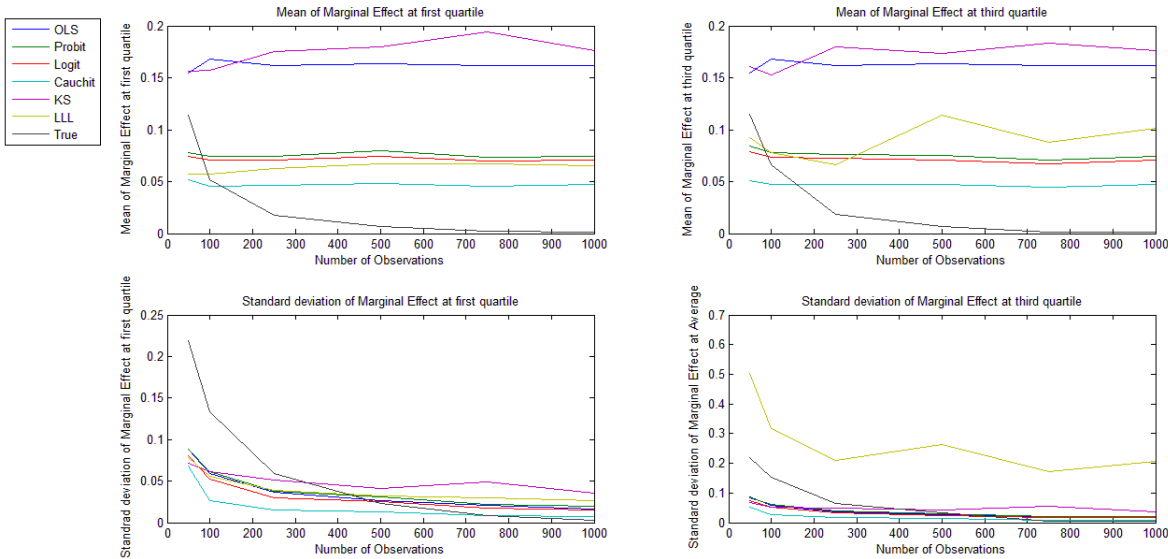 OLS
Probit
Logit
Cauchit
KS
LLL
True
Mean of Marginal Effect at first quartile
Mean of Marginal Effect at first quartile
0.2
0.15
0.1
0.05
0
0 100 200 300 400 500 600 700 800 900 1000
Number of Observations
Mean of Marginal Effect at third quartile
Mean of Marginal Effect at third quartile
0.2
0.15
0.1
0.05
0
0 100 200 300 400 500 600 700 800 900 1000
Number of Observations
Standard deviation of Marginal Effect at first quartile
Standrad deviation of Marginal Effect at first quartile
0.25
0.2
0.15
0.1
0.05
0
0 100 200 300 400 500 600 700 800 900 1000
Number of Observations
Standard deviation of Marginal Effect at third quartile
Standard deviation of Marginal Effect at Average
0.7
0.6
0.5
0.4
0.3
0.2
0.1
0
0 100 200 300 400 500 600 700 800 900 1000
Number of Observations